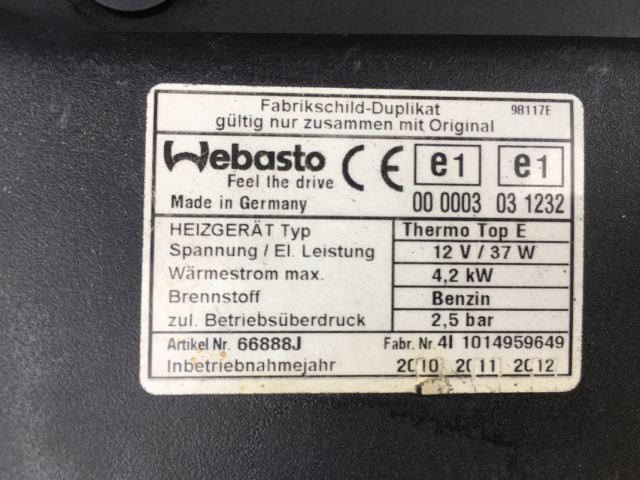 Fabrikschild-Duplikat 98117E
gültig nur zusammen mit Original
Webasto CE e1 e1
Feel the drive
Made in Germany 00 0003 03 1232
HEIZGERÄT Typ Thermo Top E
Spannung / El. Leistung 12 V / 37 W
Wärmestrom max. 4,2 kW
Brennstoff Benzin
zul. Betriebsüberdruck 2,5 bar
Artikel Nr. 66888J Fabr. Nr 4I 1014959649
Inbetriebnahmejahr 2010 2011 2012